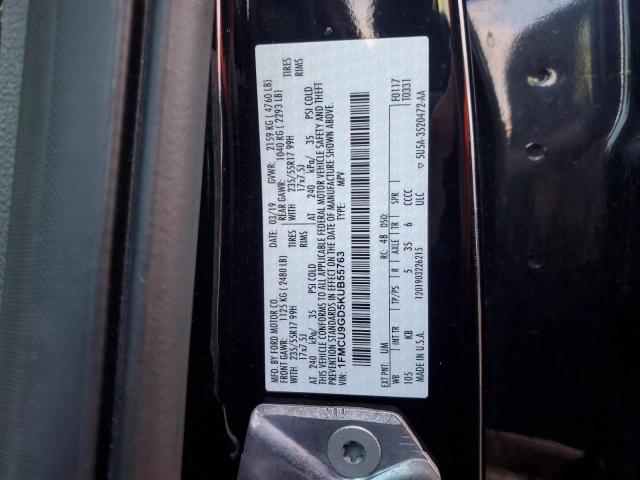 MFD. BY FORD MOTOR CO.
DATE: 03/19 GVWR: 2159 KG ( 4760 LB)
FRONT GAWR: 1125 KG ( 2480 LB) REAR GAWR: 1040 KG ( 2293 LB)
WITH 235/55R17 99H TIRES WITH 235/55R17 99H TIRES
17x7.5J RIMS 17x7.5J RIMS
AT 240 kPa/ 35 PSI COLD AT 240 kPa/ 35 PSI COLD
THIS VEHICLE CONFORMS TO ALL APPLICABLE FEDERAL MOTOR VEHICLE SAFETY AND THEFT
PREVENTION STANDARDS IN EFFECT ON THE DATE OF MANUFACTURE SHOWN ABOVE.
VIN: 1FMCU9GD5KUB55763 TYPE: MPV
F0117
T0331
EXT PNT: UM RC: 48 DSO:
WB INT TR TP/PS R AXLE TR SPR
105 KB 5 35 6 CCCC
MADE IN U.S.A. 1201903226215 ULC
▽ 5U5A-3520472-AA